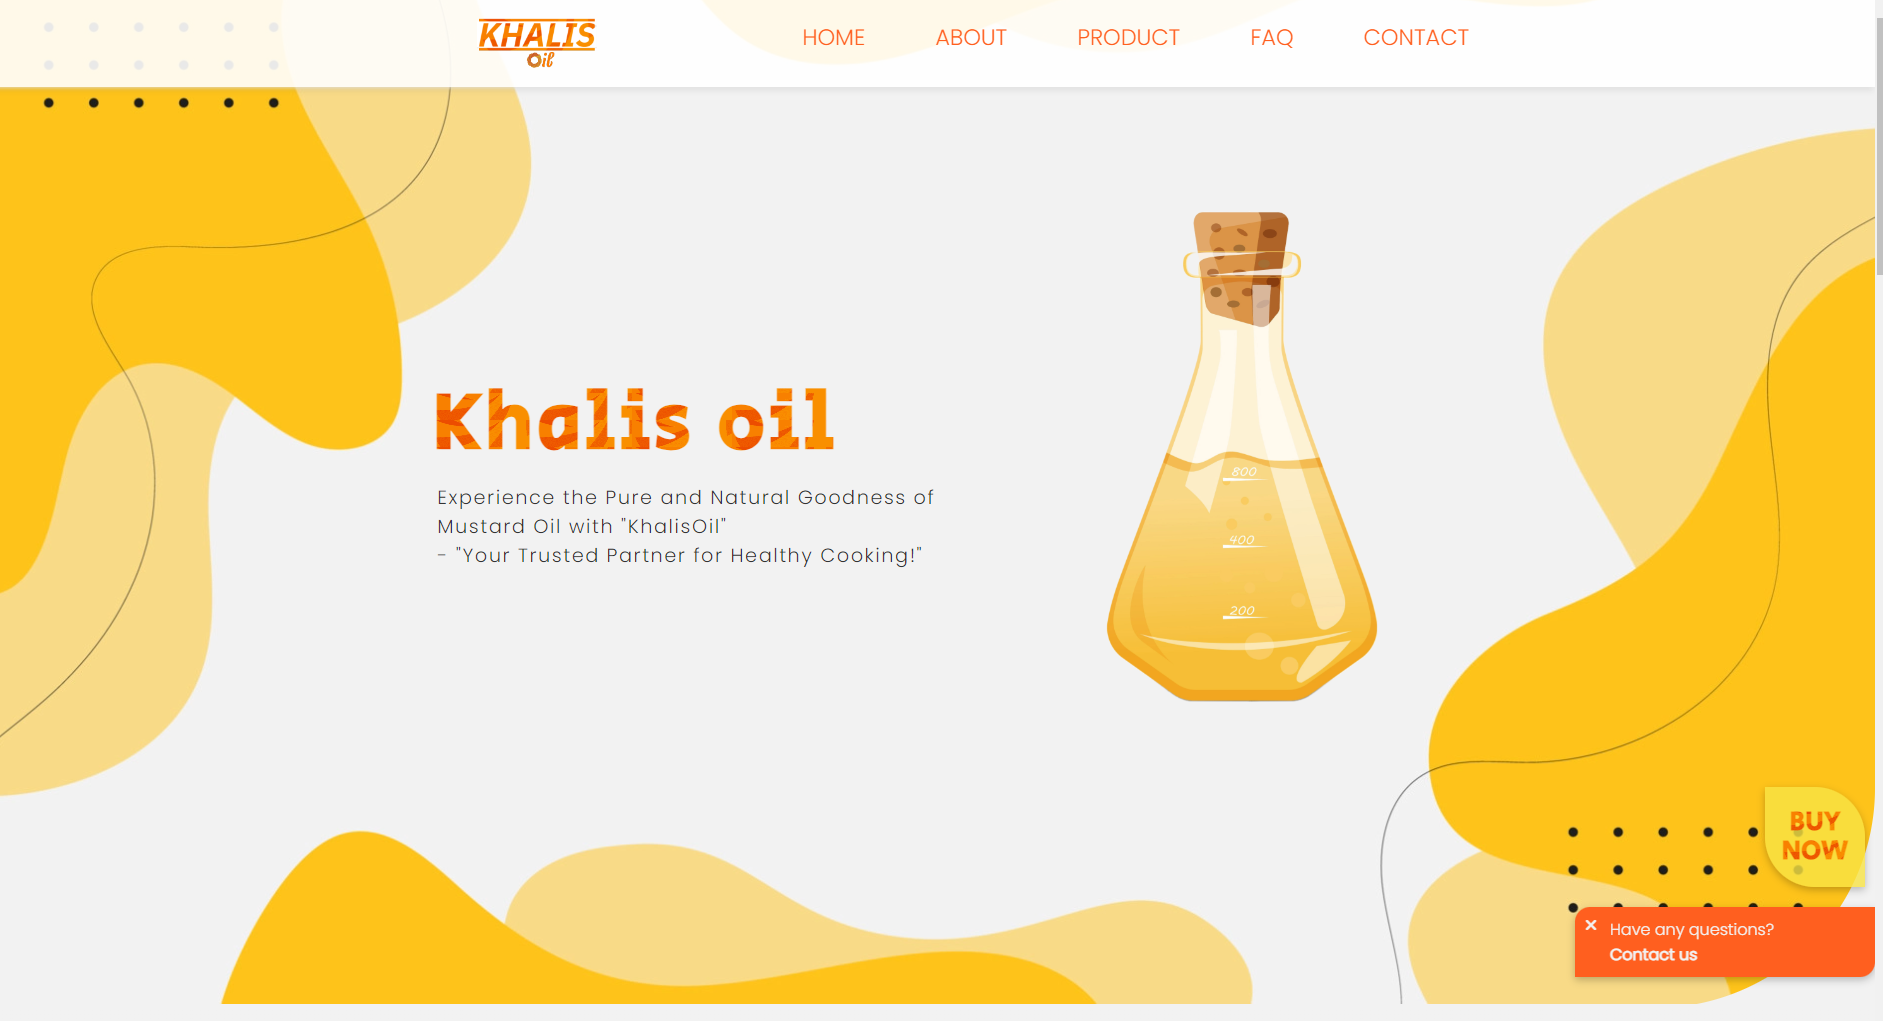 KHALIS
Oil
HOME
ABOUT
PRODUCT
FAQ
CONTACT
Khalis oil
Experience the Pure and Natural Goodness of
Mustard Oil with "KhalisOil"
- "Your Trusted Partner for Healthy Cooking!"
800
400
200
BUY
NOW
× Have any questions?
Contact us